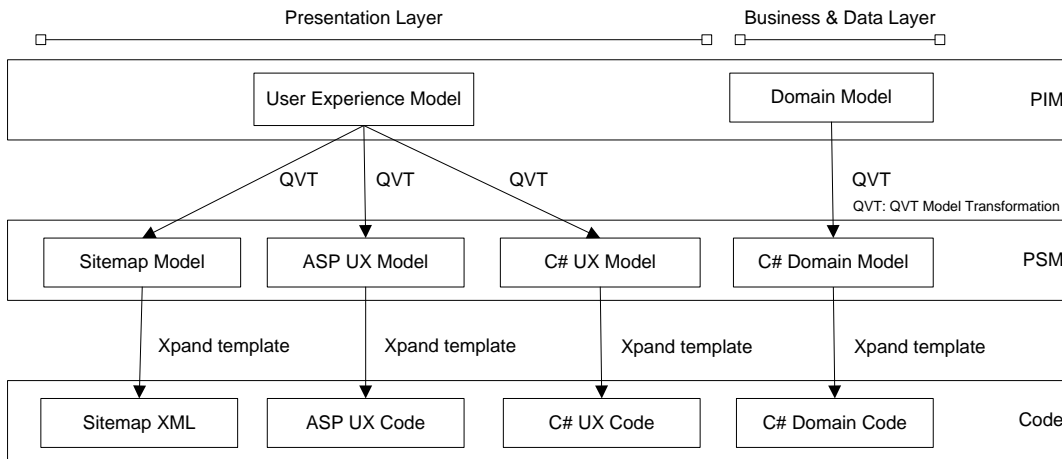 Presentation Layer
Business & Data Layer
User Experience Model
Domain Model
PIM
QVT
QVT
QVT
QVT
QVT: QVT Model Transformation
Sitemap Model
ASP UX Model
C# UX Model
C# Domain Model
PSM
Xpand template
Xpand template
Xpand template
Xpand template
Sitemap XML
ASP UX Code
C# UX Code
C# Domain Code
Code